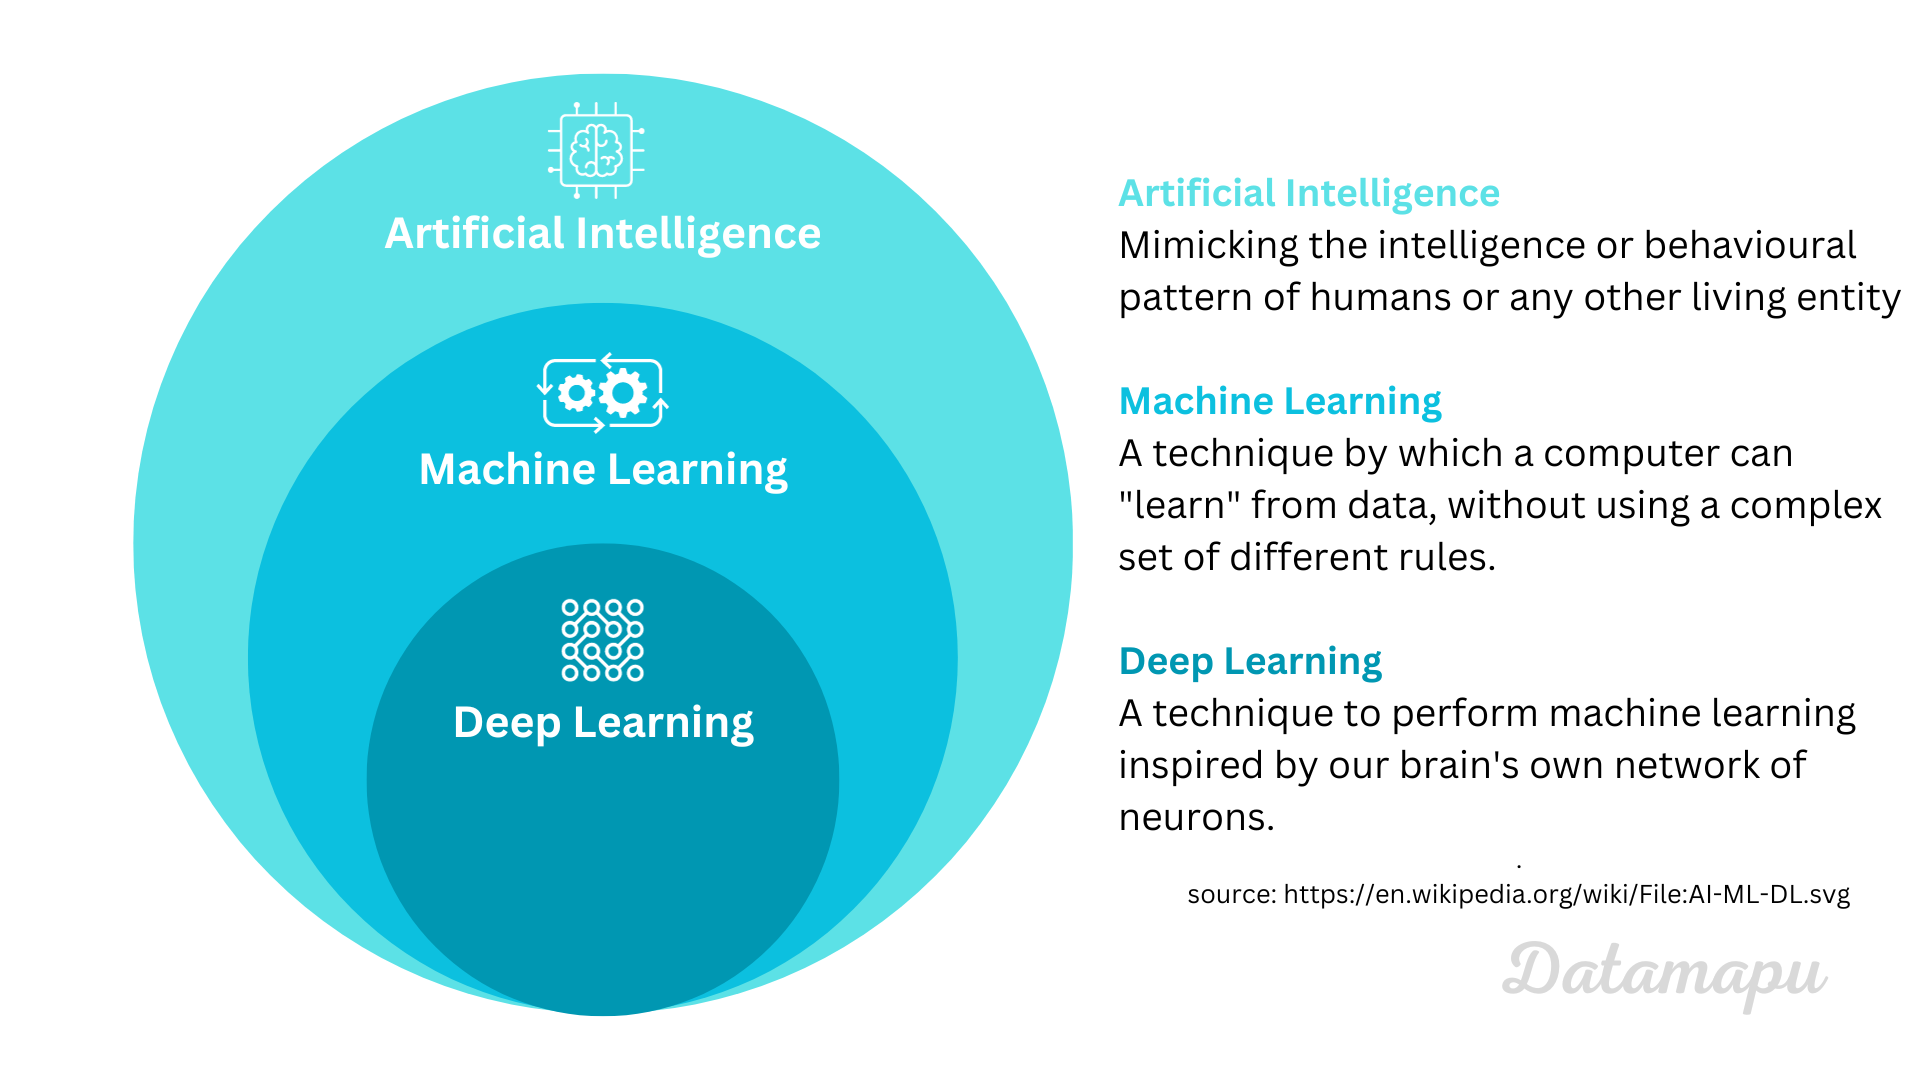 Artificial Intelligence
Machine Learning
Deep Learning
Artificial Intelligence
Mimicking the intelligence or behavioural
pattern of humans or any other living entity
Machine Learning
A technique by which a computer can
"learn" from data, without using a complex
set of different rules.
Deep Learning
A technique to perform machine learning
inspired by our brain's own network of
neurons.
.
source: https://en.wikipedia.org/wiki/File:AI-ML-DL.svg
Datamapu